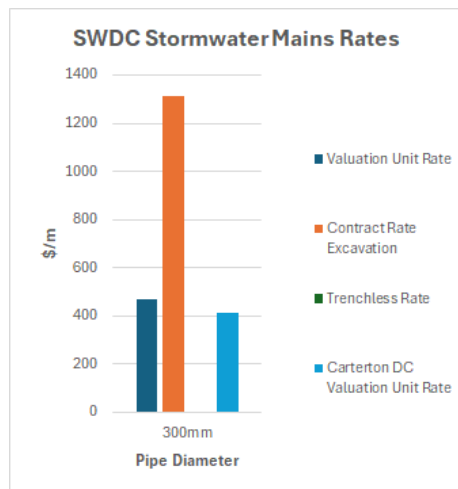 SWDC Stormwater Mains Rates
1400
1200
1000
800
600
400
200
0
$/m
300mm
Pipe Diameter
Valuation Unit Rate
Contract Rate
Excavation
Trenchless Rate
Carterton DC
Valuation Unit Rate